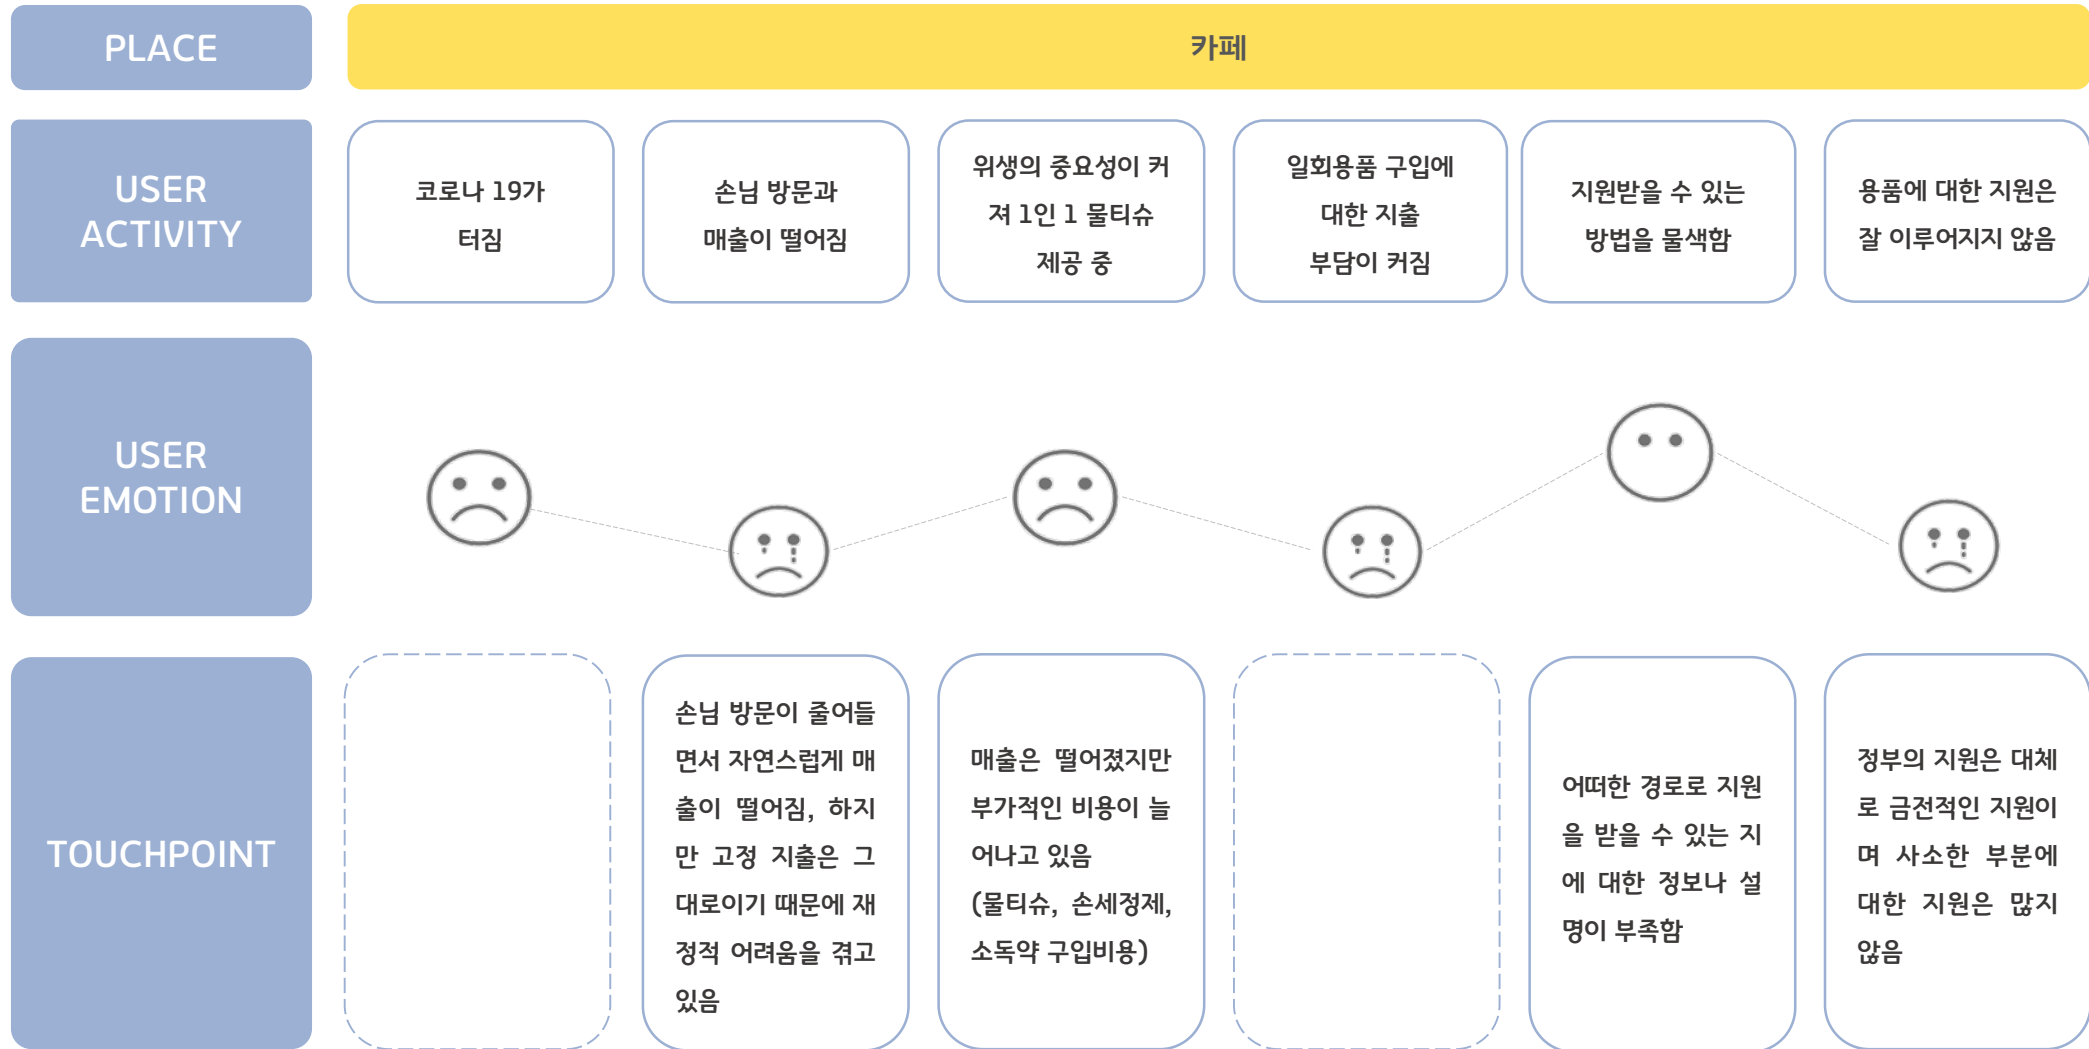 PLACE
카페
USER
ACTIVITY
코로나 19가
터짐
손님 방문과
매출이 떨어짐
위생의 중요성이 커
져 1인 1 물티슈
제공 중
일회용품 구입에
대한 지출
부담이 커짐
지원받을 수 있는
방법을 물색함
용품에 대한 지원은
잘 이루어지지 않음
USER
EMOTION
TOUCHPOINT
손님 방문이 줄어들
면서 자연스럽게 매
출이 떨어짐, 하지
만 고정 지출은 그
대로이기 때문에 재
정적 어려움을 겪고
있음
매출은 떨어졌지만
부가적인 비용이 늘
어나고 있음
(물티슈, 손세정제,
소독약 구입비용)
어떠한 경로로 지원
을 받을 수 있는 지
에 대한 정보나 설
명이 부족함
정부의 지원은 대체
로 금전적인 지원이
며 사소한 부분에
대한 지원은 많지
않음